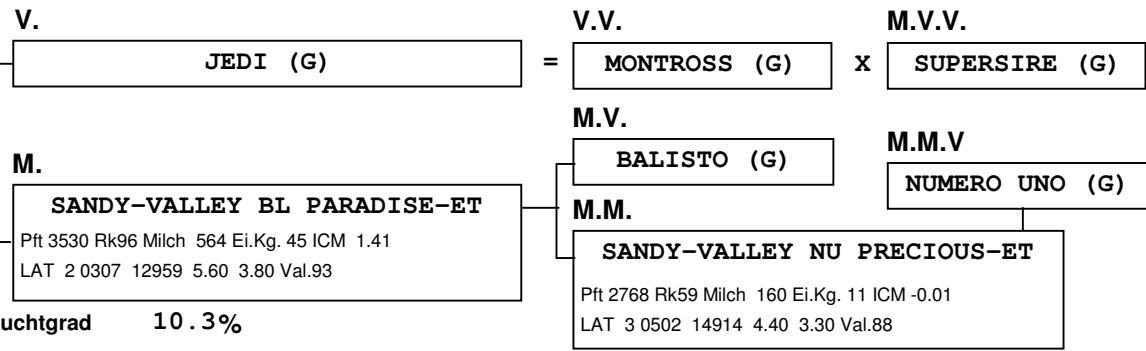 V.
JEDI (G)
=
V.V.
MONTROSS (G)
X
M.V.V.
SUPERSIRE (G)
M.
SANDY-VALLEY BL PARADISE-ET
Pft 3530 Rk96 Milch 564 Ei.Kg. 45 ICM 1.41
LAT 2 0307 12959 5.60 3.80 Val.93
M.V.
BALISTO (G)
M.M.V
NUMERO UNO (G)
M.M.
SANDY-VALLEY NU PRECIOUS-ET
Pft 2768 Rk59 Milch 160 Ei.Kg. 11 ICM -0.01
LAT 3 0502 14914 4.40 3.30 Val.88
uchtgrad 10.3%